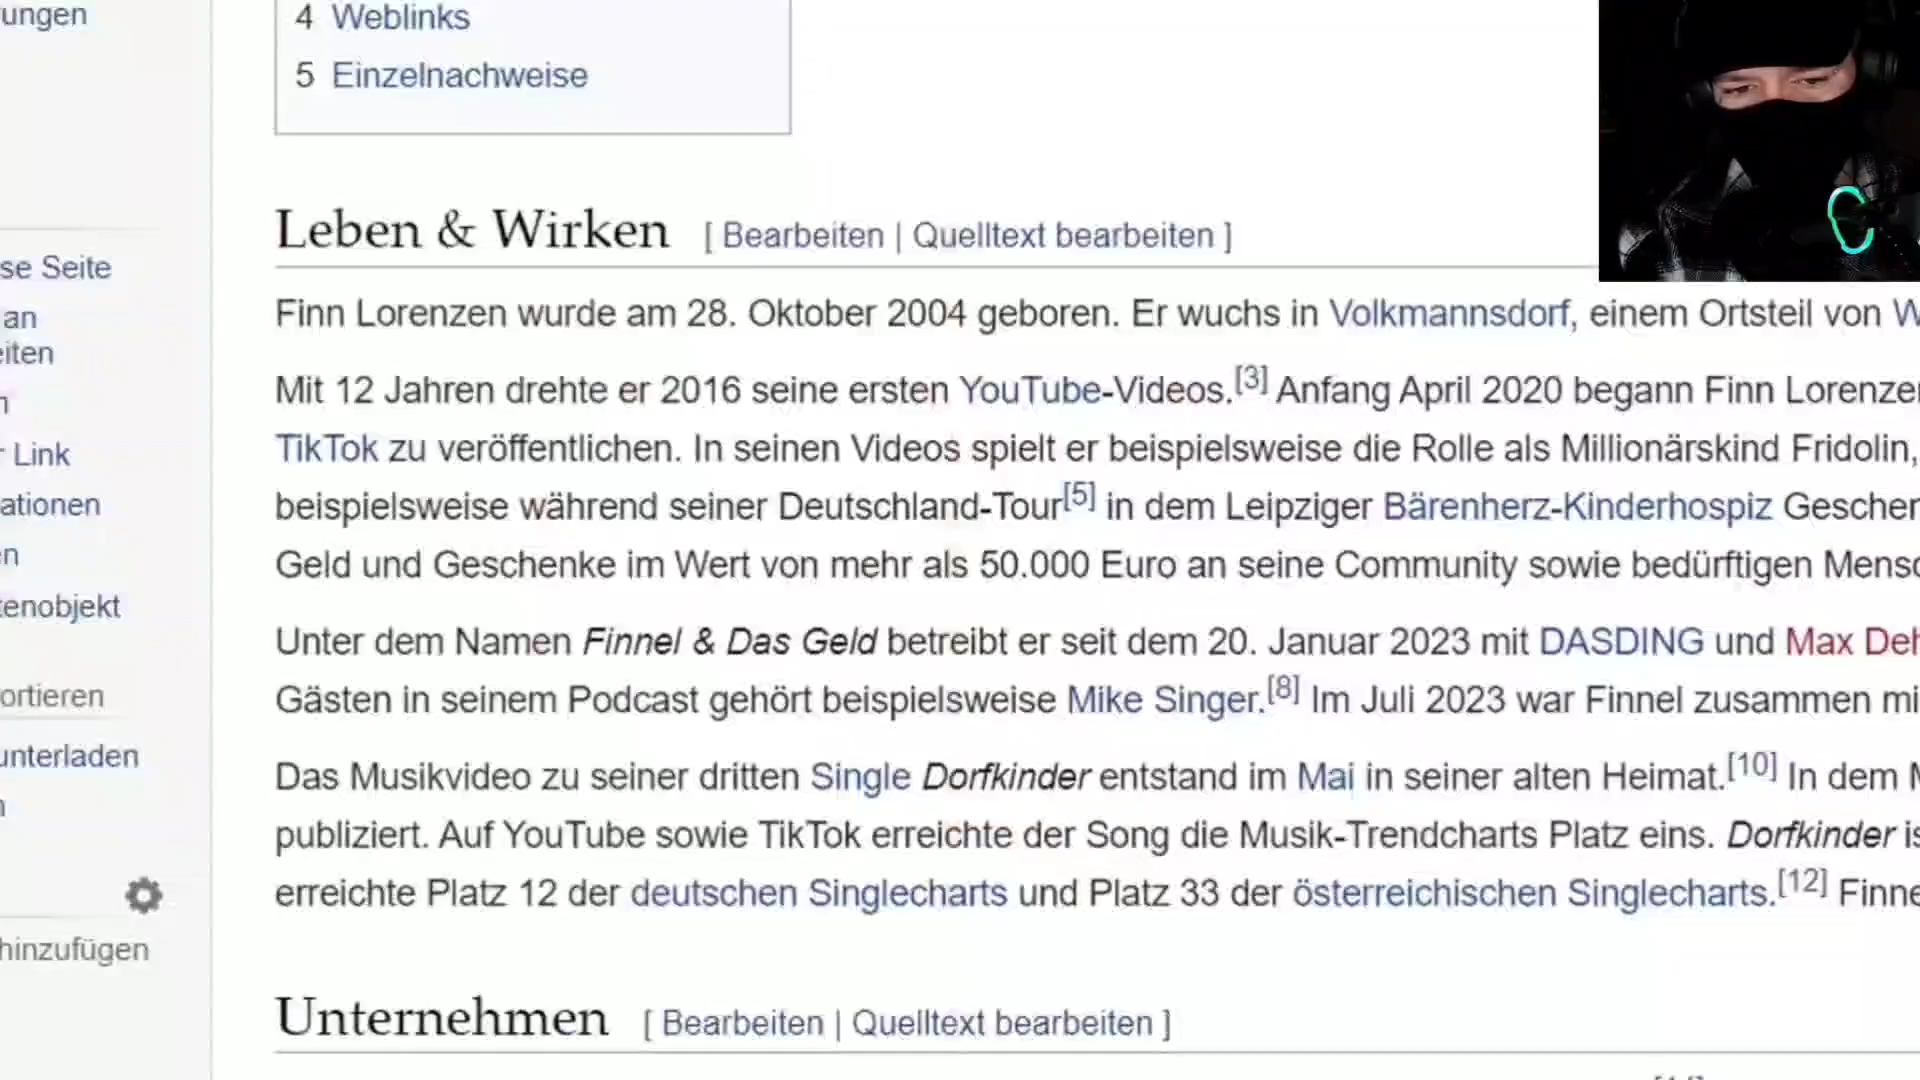 ungen
4 Weblinks
5 Einzelnachweise
Leben & Wirken [ Bearbeiten | Quelltext bearbeiten ]
se Seite
Finn Lorenzen wurde am 28. Oktober 2004 geboren. Er wuchs in Volkmannsdorf, einem Ortsteil von W
an
eiten
Mit 12 Jahren drehte er 2016 seine ersten YouTube-Videos.[3] Anfang April 2020 begann Finn Lorenzen
n
TikTok zu veröffentlichen. In seinen Videos spielt er beispielsweise die Rolle als Millionärskind Fridolin,
r Link
beispielsweise während seiner Deutschland-Tour[5] in dem Leipziger Bärenherz-Kinderhospiz Geschen
ationen
Geld und Geschenke im Wert von mehr als 50.000 Euro an seine Community sowie bedürftigen Mensc
en
tenobjekt
Unter dem Namen Finnel & Das Geld betreibt er seit dem 20. Januar 2023 mit DASDING und Max Deh
ortieren
Gästen in seinem Podcast gehört beispielsweise Mike Singer.[8] Im Juli 2023 war Finnel zusammen mi
unterladen
Das Musikvideo zu seiner dritten Single Dorfkinder entstand im Mai in seiner alten Heimat.[10] In dem M
n
publiziert. Auf YouTube sowie TikTok erreichte der Song die Musik-Trendcharts Platz eins. Dorfkinder is
erreichte Platz 12 der deutschen Singlecharts und Platz 33 der österreichischen Singlecharts.[12] Finne
hinzufügen
Unternehmen [ Bearbeiten | Quelltext bearbeiten ]